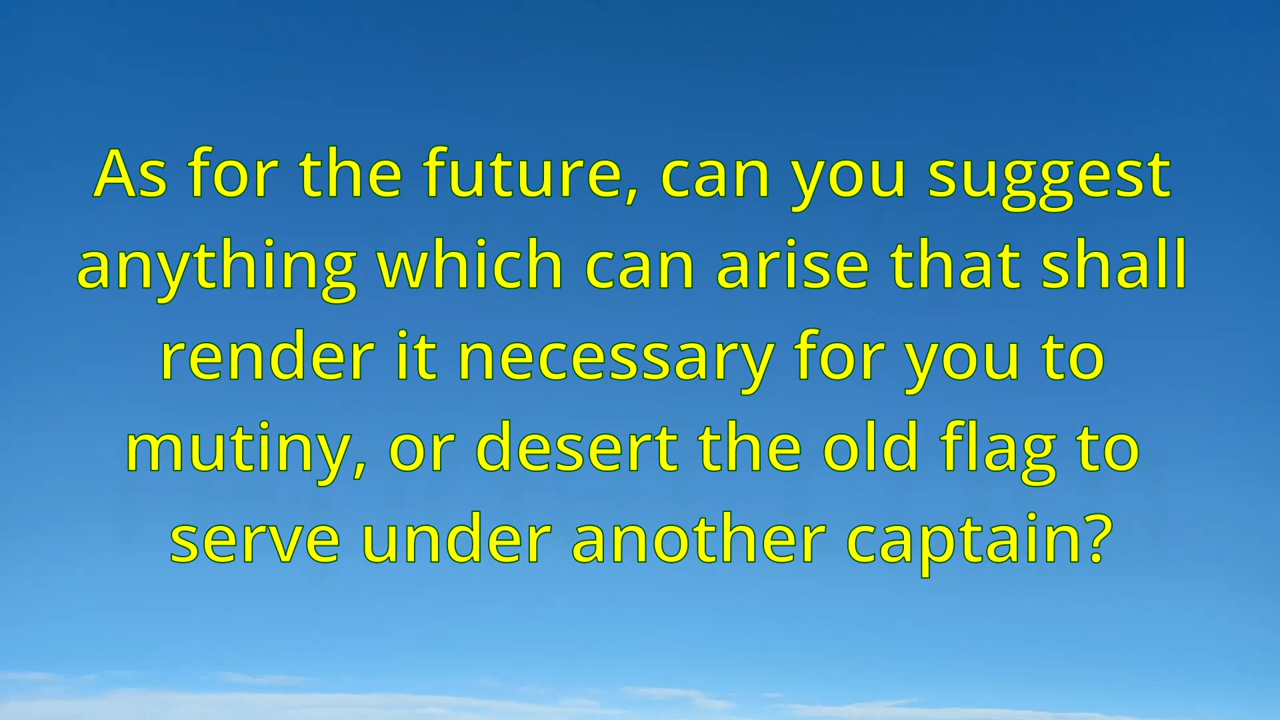 As for the future, can you suggest
anything which can arise that shall
render it necessary for you to
mutiny, or desert the old flag to
serve under another captain?